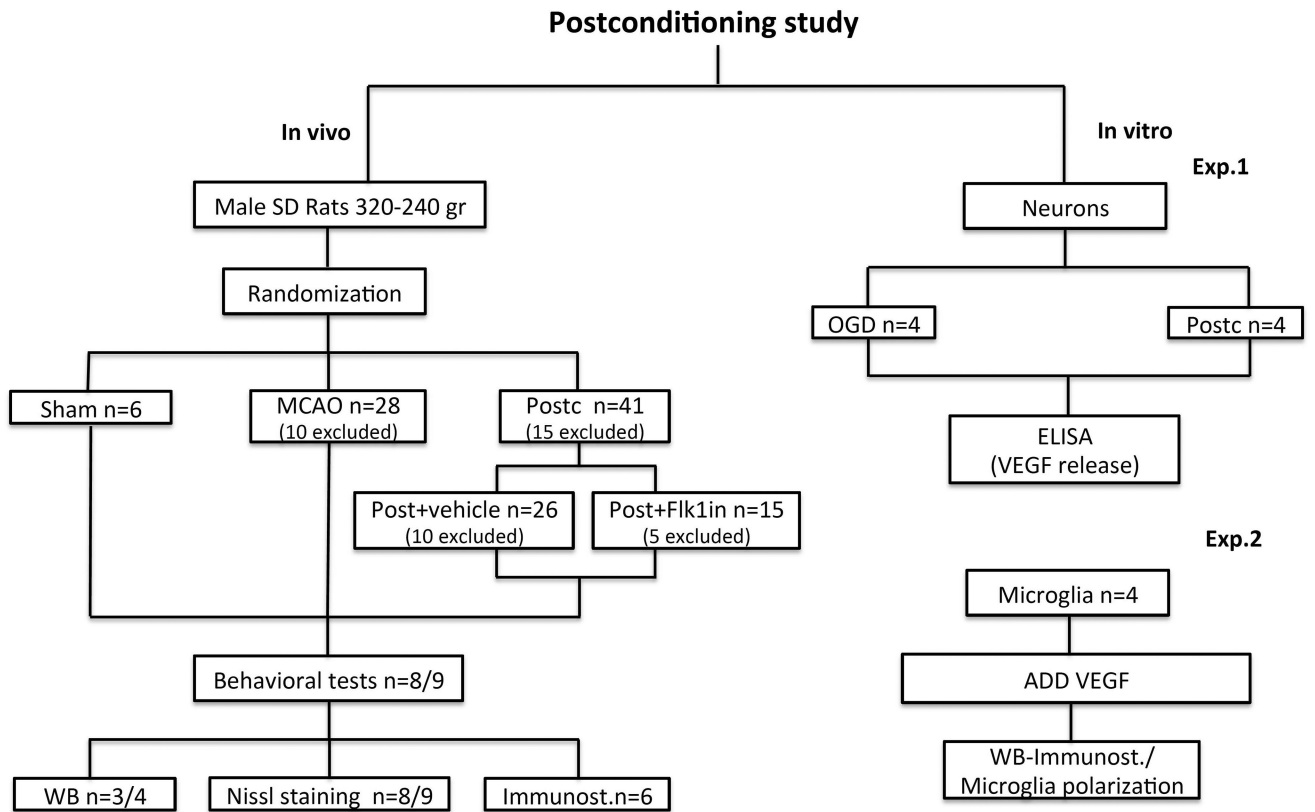 Postconditioning study
In vivo
Male SD Rats 320-240 gr
Randomization
Sham n=6
MCAO n=28
(10 excluded)
Postc n=41
(15 excluded)
Post+vehicle n=26
(10 excluded)
Post+Flk1in n=15
(5 excluded)
Behavioral tests n=8/9
WB n=3/4
Nissl staining n=8/9
Immunost.n=6
In vitro
Exp.1
Neurons
OGD n=4
Postc n=4
ELISA
(VEGF release)
Exp.2
Microglia n=4
ADD VEGF
WB-Immunost./
Microglia polarization